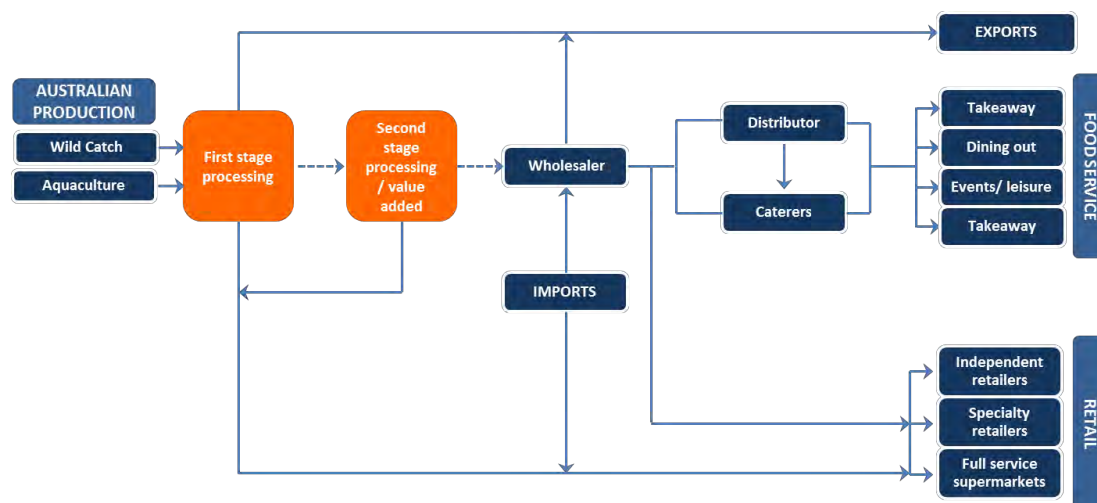 EXPORTS
AUSTRALIAN
PRODUCTION
Wild Catch
Aquaculture
First stage
processing
Second
stage
processing
/ value
added
Wholesaler
IMPORTS
Distributor
Caterers
Takeaway
Dining out
Events/ leisure
Takeaway
FOOD SERVICE
Independent
retailers
Specialty
retailers
Full service
supermarkets
RETAIL